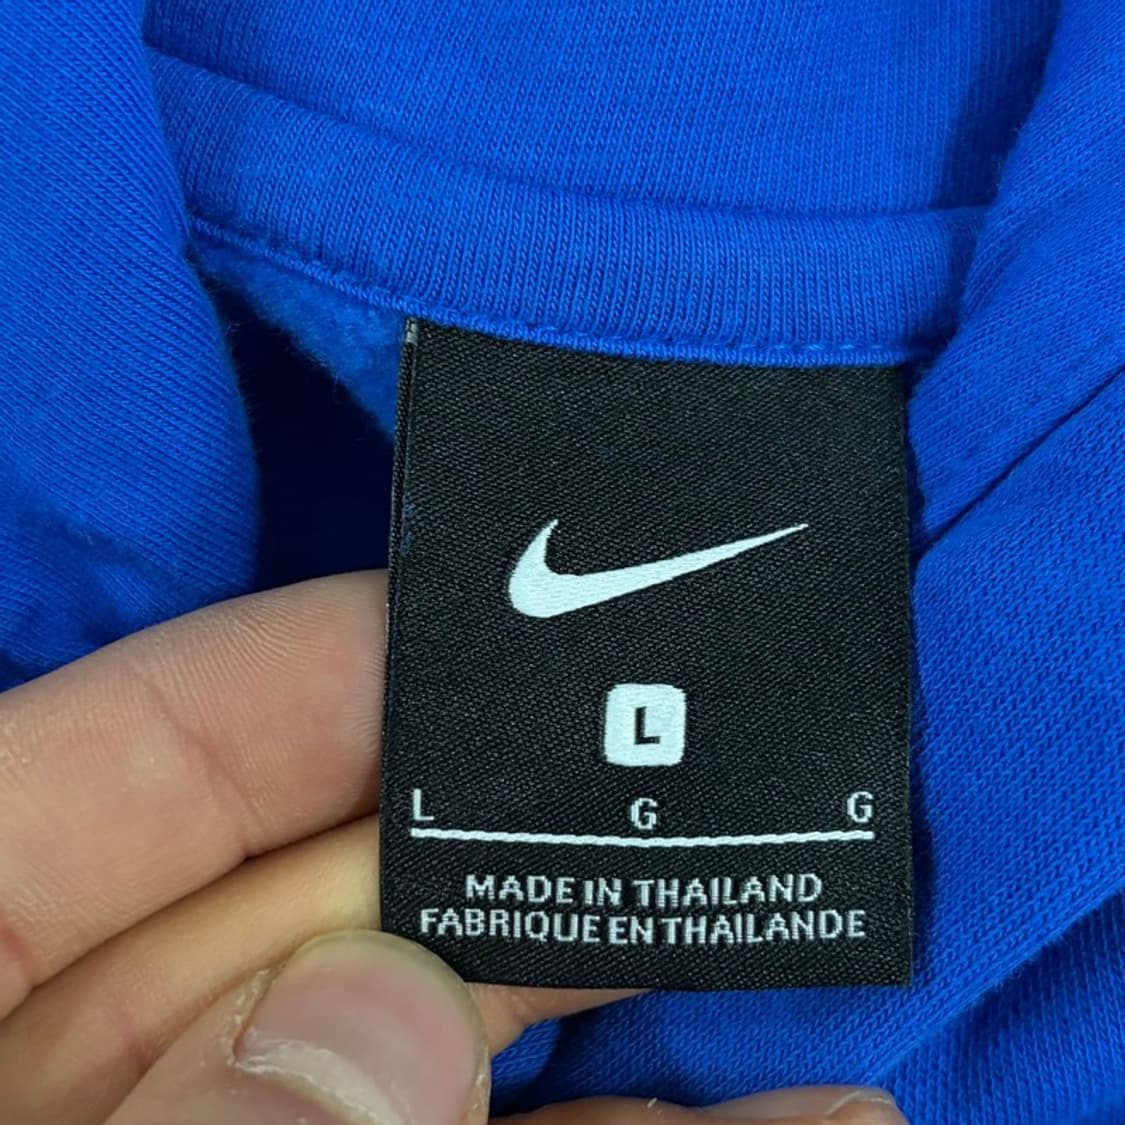 L
L G G
MADE IN THAILAND
FABRIQUE EN THAILANDE